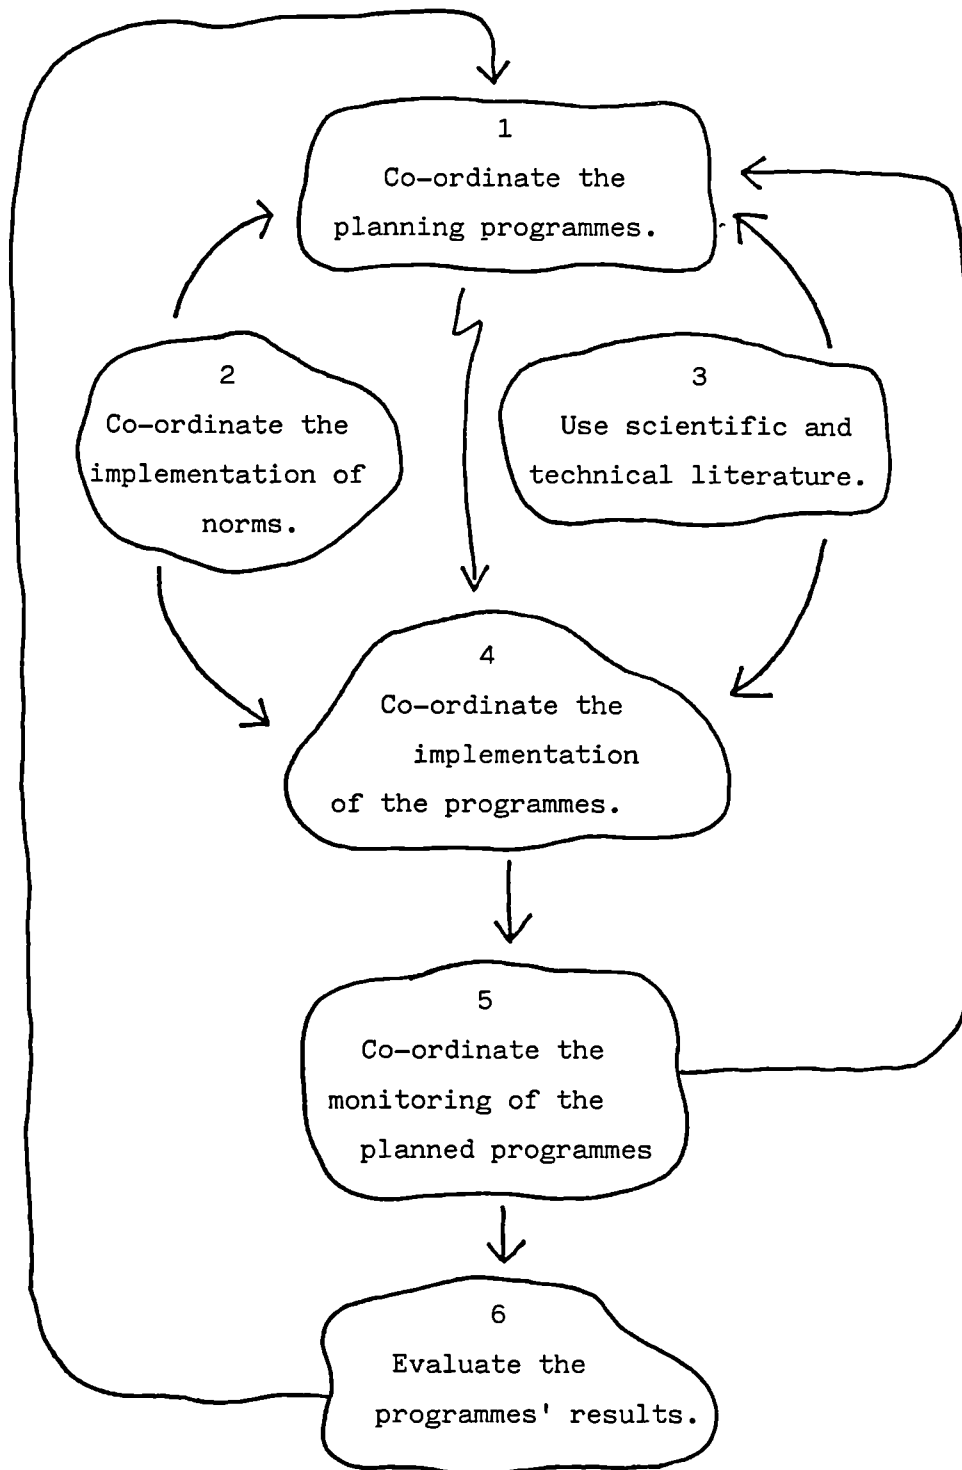 1
Co-ordinate the
planning programmes.
2
Co-ordinate the
implementation of
norms.
3
Use scientific and
technical literature.
4
Co-ordinate the
implementation
of the programmes.
5
Co-ordinate the
monitoring of the
planned programmes
6
Evaluate the
programmes' results.